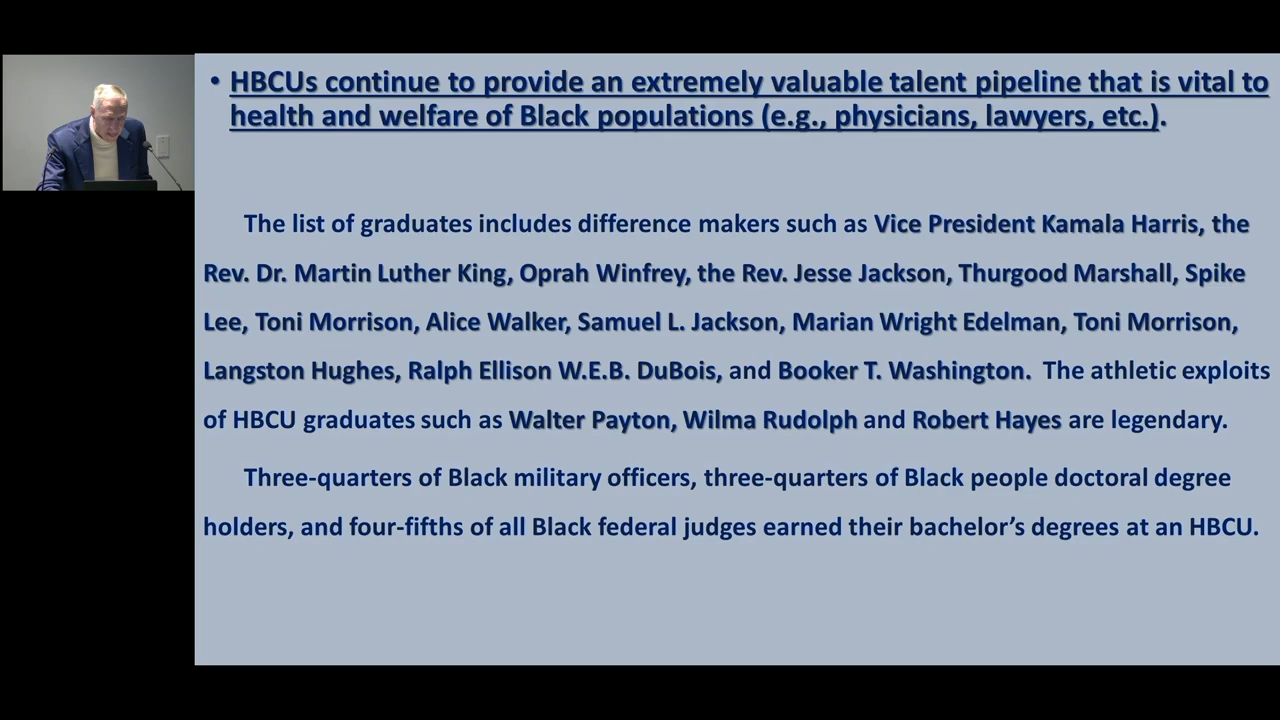 • HBCUs continue to provide an extremely valuable talent pipeline that is vital to
health and welfare of Black populations (e.g., physicians, lawyers, etc.).
The list of graduates includes difference makers such as Vice President Kamala Harris, the
Rev. Dr. Martin Luther King, Oprah Winfrey, the Rev. Jesse Jackson, Thurgood Marshall, Spike
Lee, Toni Morrison, Alice Walker, Samuel L. Jackson, Marian Wright Edelman, Toni Morrison,
Langston Hughes, Ralph Ellison W.E.B. DuBois, and Booker T. Washington. The athletic exploits
of HBCU graduates such as Walter Payton, Wilma Rudolph and Robert Hayes are legendary.
Three-quarters of Black military officers, three-quarters of Black people doctoral degree
holders, and four-fifths of all Black federal judges earned their bachelor’s degrees at an HBCU.